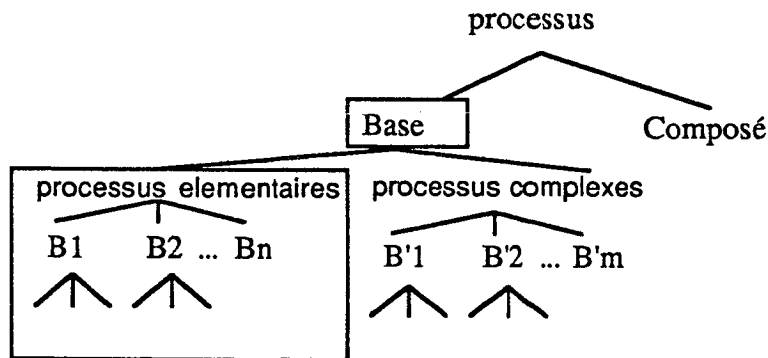 processus
Base
Composé
processus elementaires
processus complexes
B1 B2 ... Bn
B'1 B'2 ... B'm